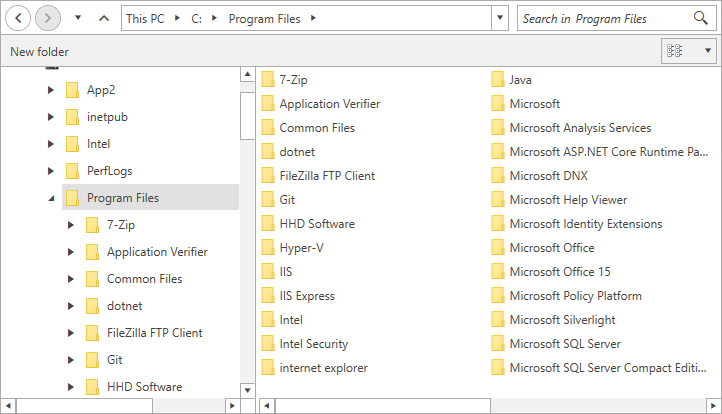 This PC C: Program Files
Search in Program Files
New folder
App2
inetpub
Intel
PerfLogs
Program Files
7-Zip
Application Verifier
Common Files
dotnet
FileZilla FTP Client
Git
HHD Software
7-Zip
Application Verifier
Common Files
dotnet
FileZilla FTP Client
Git
HHD Software
Hyper-V
IIS
IIS Express
Intel
Intel Security
internet explorer
Java
Microsoft
Microsoft Analysis Services
Microsoft ASP.NET Core Runtime Pa...
Microsoft DNX
Microsoft Help Viewer
Microsoft Identity Extensions
Microsoft Office
Microsoft Office 15
Microsoft Policy Platform
Microsoft Silverlight
Microsoft SQL Server
Microsoft SQL Server Compact Editi...